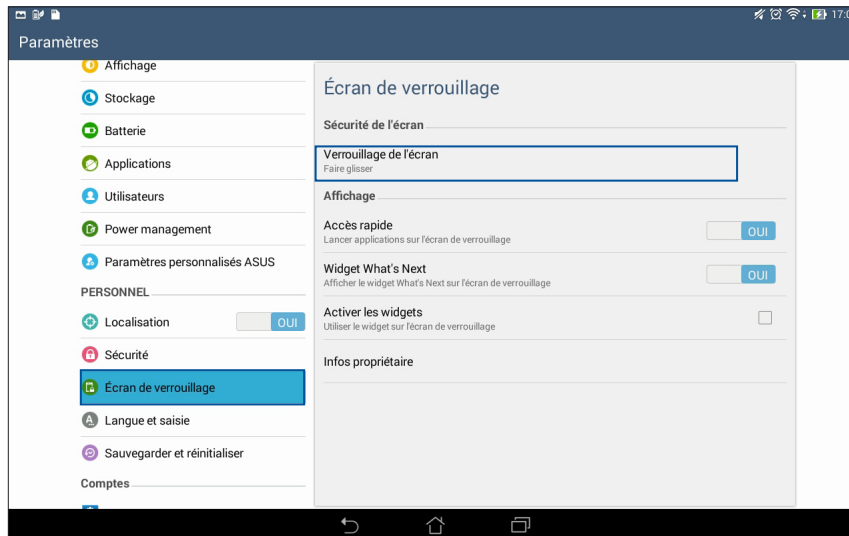 17:0
Paramètres
Affichage
Stockage
Batterie
Applications
Utilisateurs
Power management
Paramètres personnalisés ASUS
PERSONNEL
Localisation OUI
Sécurité
Écran de verrouillage
Langue et saisie
Sauvegarder et réinitialiser
Comptes
Écran de verrouillage
Sécurité de l'écran
Verrouillage de l'écran
Faire glisser
Affichage
Accès rapide
Lancer applications sur l'écran de verrouillage
OUI
Widget What's Next
Afficher le widget What's Next sur l'écran de verrouillage
OUI
Activer les widgets
Utiliser le widget sur l'écran de verrouillage
Infos propriétaire